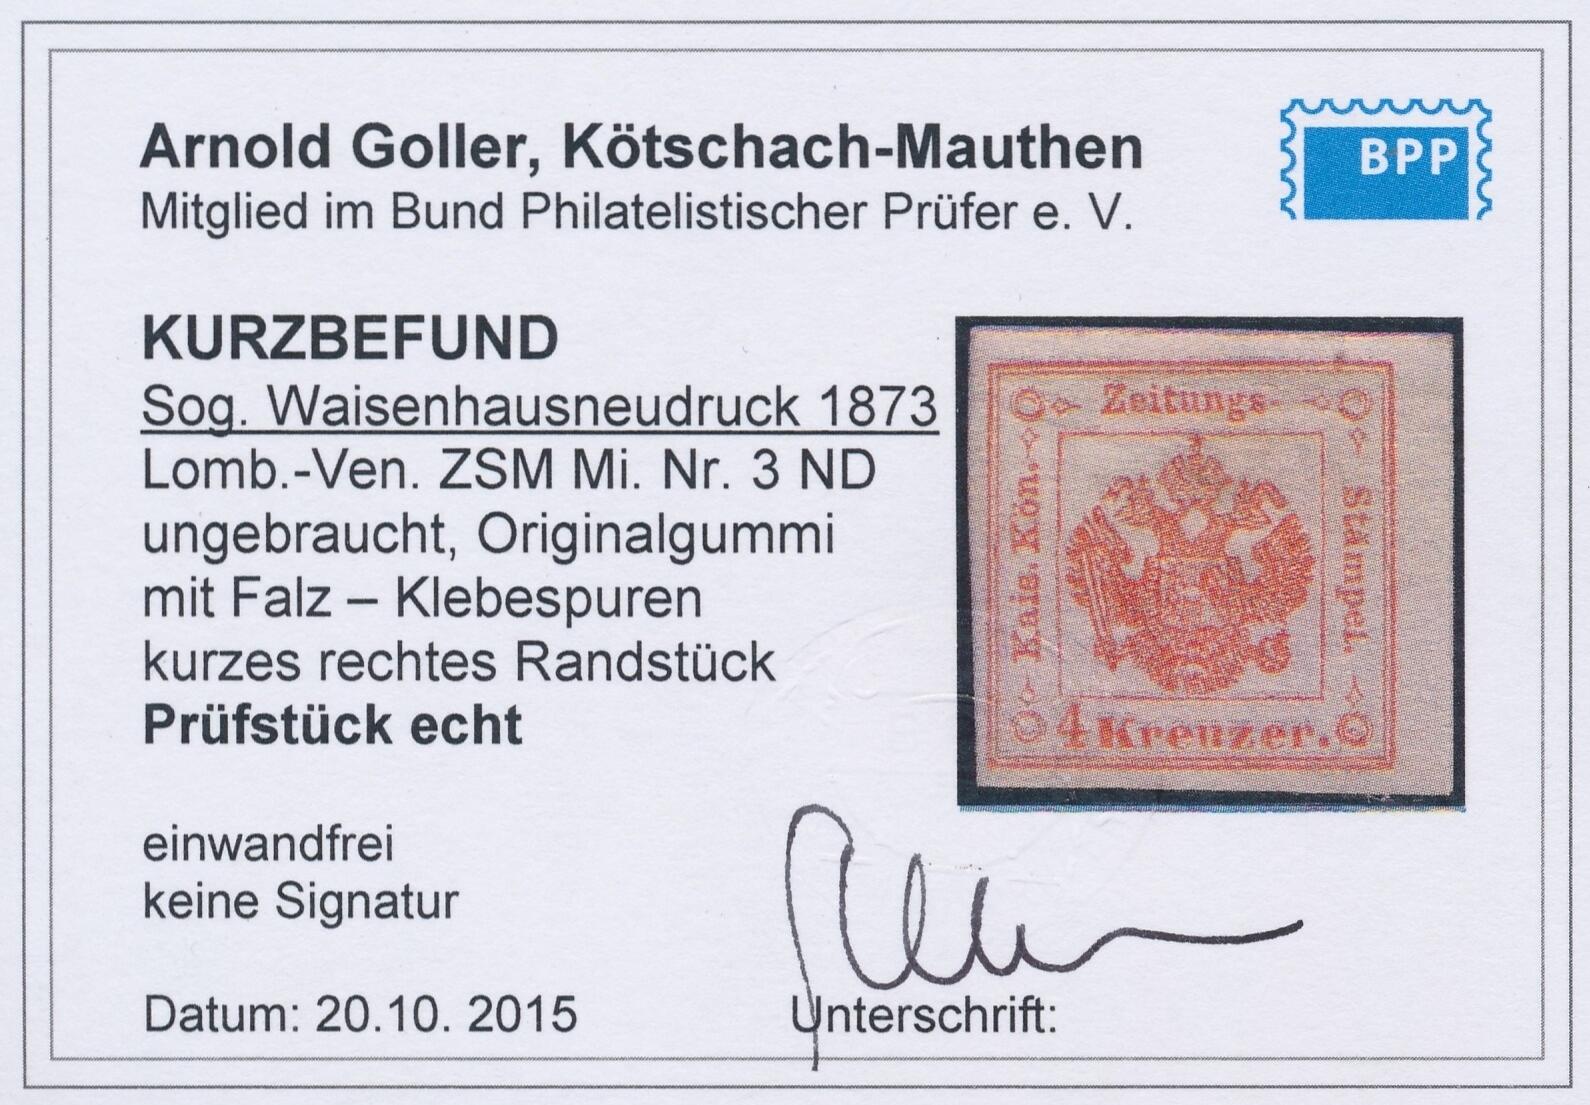 Arnold Goller, Kötschach-Mauthen
Mitglied im Bund Philatelistischer Prüfer e. V.
BPP
KURZBEFUND
Sog. Waisenhausneudruck 1873
Lomb.-Ven. ZSM Mi. Nr. 3 ND
ungebraucht, Originalgummi
mit Falz – Klebespuren
kurzes rechtes Randstück
Prüfstück echt
einwandfrei
keine Signatur
Datum: 20.10. 2015
Unterschrift:
Zeitungs-
Kais. Kön.
Stämpel.
4 Kreuzer.